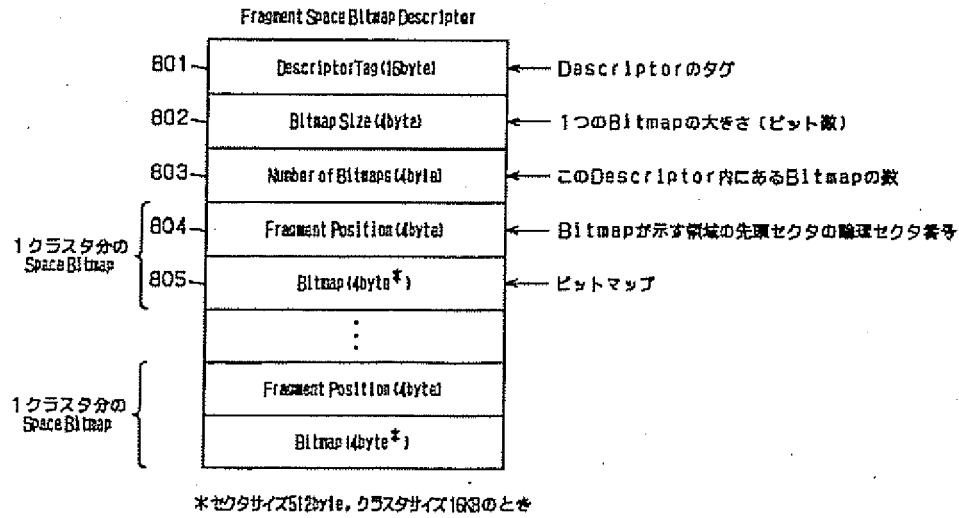 Fragment Space Bitmap Descriptor
801
DescriptorTag(16byte)
Descriptorのタグ
802
Bitmap Size(4byte)
1つのBitmapの大きさ(ビット数)
803
Number of Bitmaps(4byte)
このDescriptor内にあるBitmapの数
1クラスタ分の
Space Bitmap
804
Fragment Position(4byte)
Bitmapが示す領域の先頭セクタの論理セクタ番号
805
Bitmap(4byte*)
ビットマップ
1クラスタ分の
Space Bitmap
Fragment Position(4byte)
Bitmap(4byte*)
*セクタサイズ512byte,クラスタサイズ16KBのとき